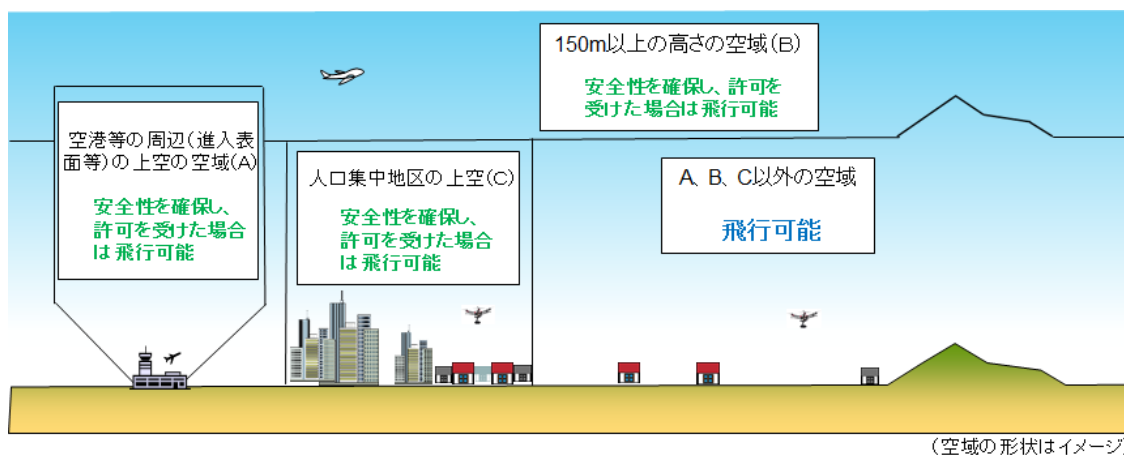 150m以上の高さの空域(B)
安全性を確保し、許可を
受けた場合は飛行可能
空港等の周辺(進入表
面等)の上空の空域(A)
安全性を確保し、
許可を受けた場合
は飛行可能
人口集中地区の上空(C)
安全性を確保し、
許可を受けた場合
は飛行可能
A、B、C以外の空域
飛行可能
(空域の形状はイメージ)